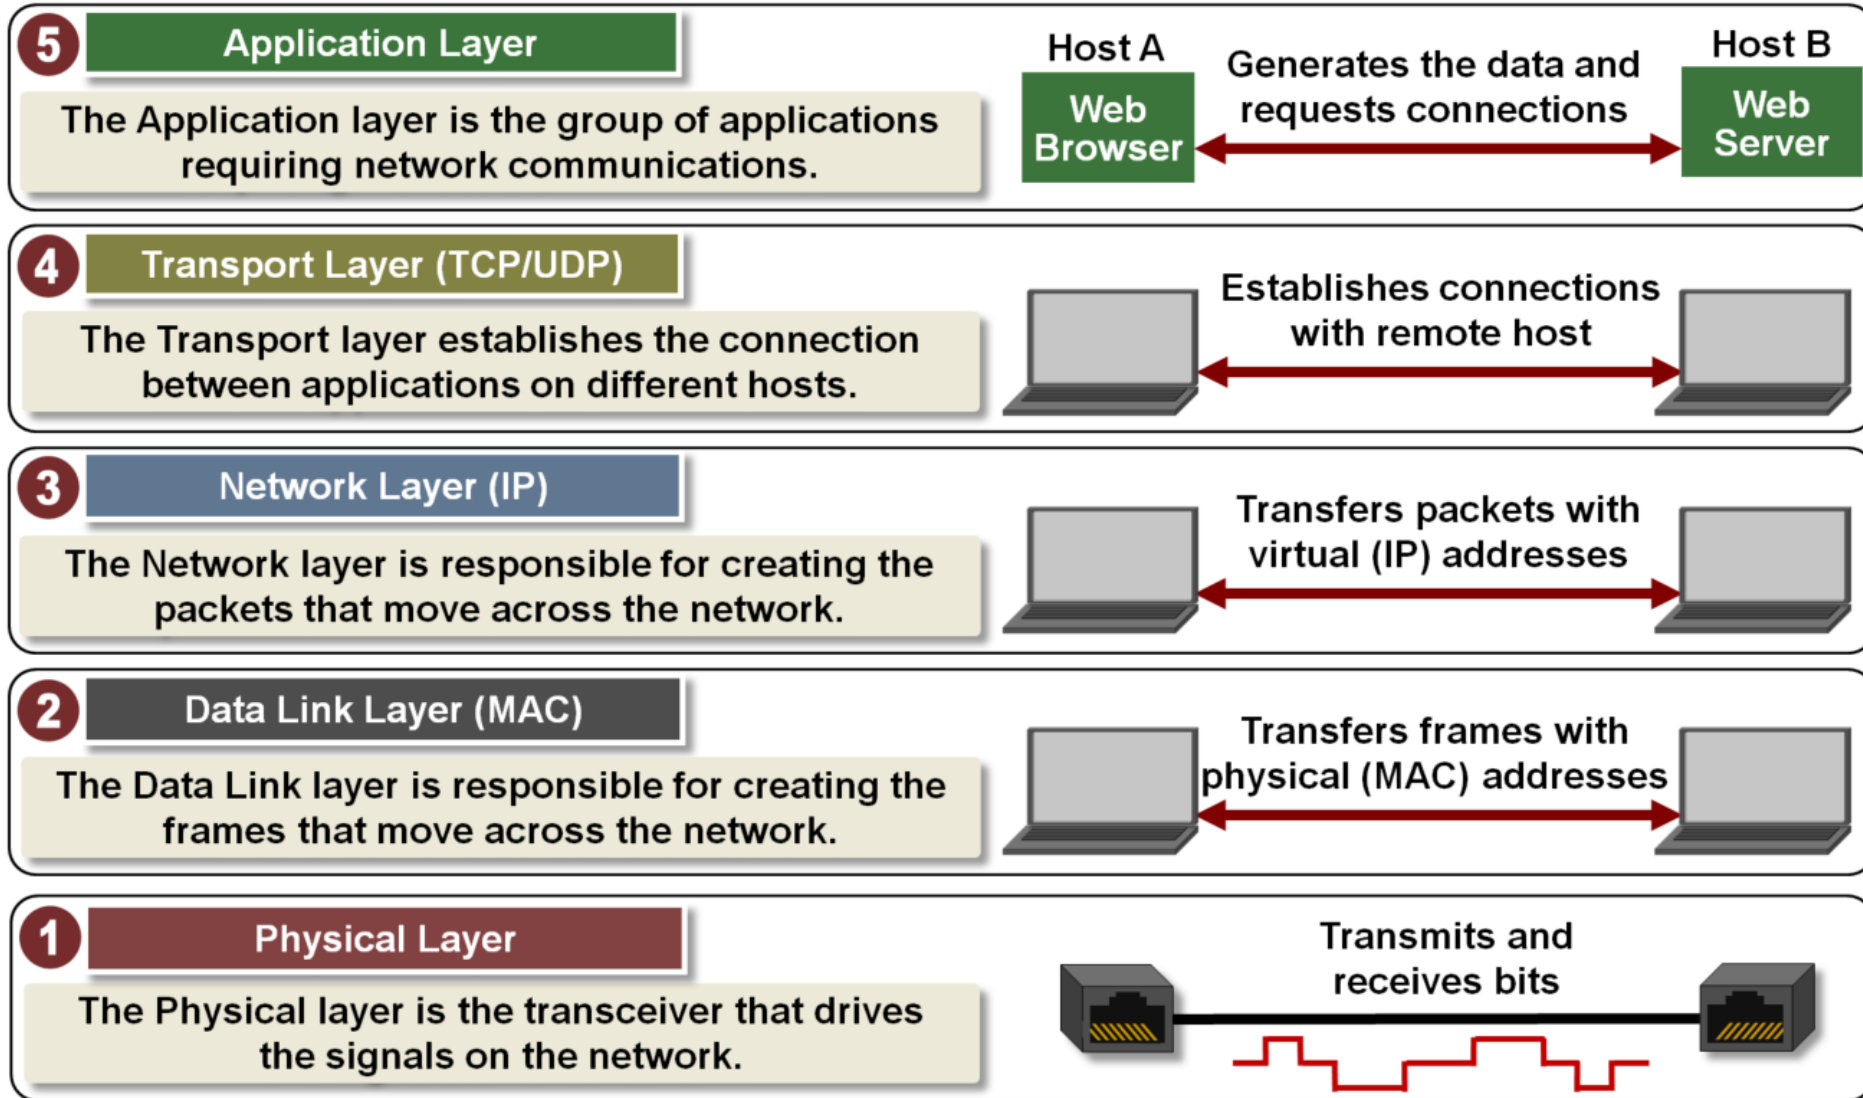 5
Application Layer
The Application layer is the group of applications
requiring network communications.
Host A
Web
Browser
Generates the data and
requests connections
Host B
Web
Server
4
Transport Layer (TCP/UDP)
The Transport layer establishes the connection
between applications on different hosts.
Establishes connections
with remote host
3
Network Layer (IP)
The Network layer is responsible for creating the
packets that move across the network.
Transfers packets with
virtual (IP) addresses
2
Data Link Layer (MAC)
The Data Link layer is responsible for creating the
frames that move across the network.
Transfers frames with
physical (MAC) addresses
1
Physical Layer
The Physical layer is the transceiver that drives
the signals on the network.
Transmits and
receives bits